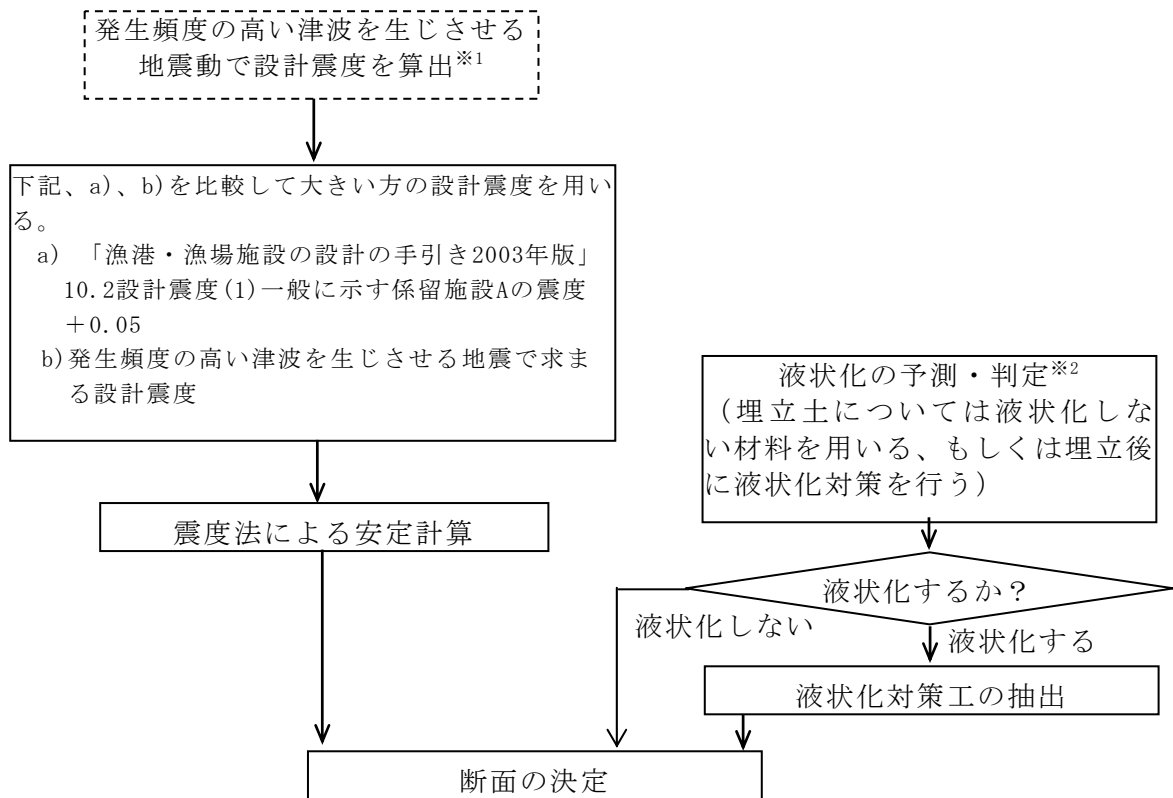 発生頻度の高い津波を生じさせる
地震動で設計震度を算出※1
下記、a)、b)を比較して大きい方の設計震度を用い
る。
a) 「漁港・漁場施設の設計の手引き2003年版」
10.2設計震度(1)一般に示す係留施設Aの震度
＋0.05
b)発生頻度の高い津波を生じさせる地震で求ま
る設計震度
震度法による安定計算
液状化の予測・判定※2
（埋立土については液状化しな
い材料を用いる、もしくは埋立後
に液状化対策を行う）
液状化するか？
液状化しない
液状化する
液状化対策工の抽出
断面の決定